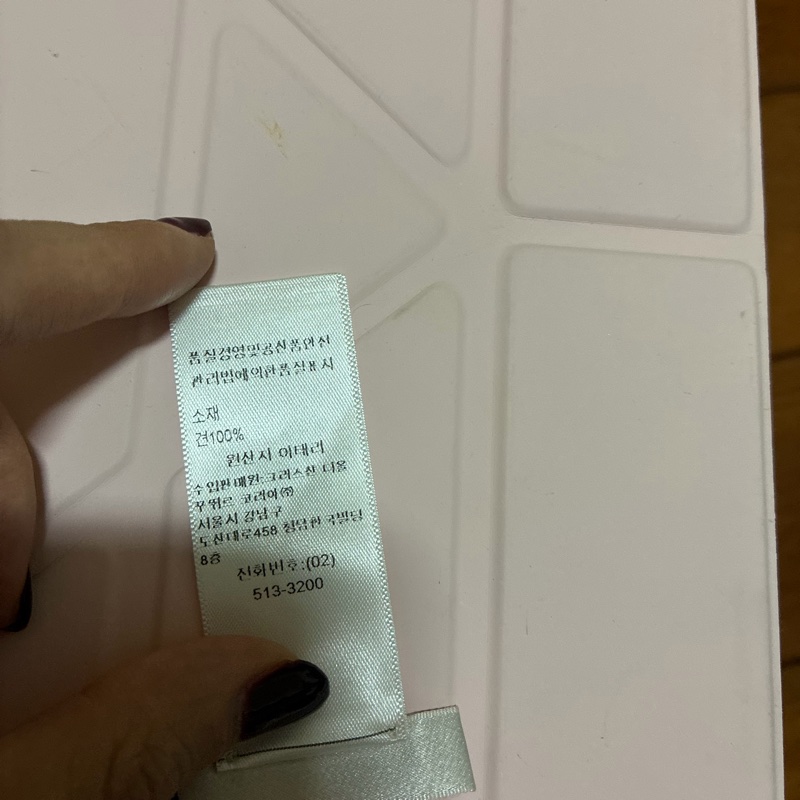 품질경영및공산품안전
관리법에의한품질표시
소재
견100%
원산지 이태리
수입판매원:크리스챤 디올
꾸뛰르 코리아㈜
서울시 강남구
도산대로458 청담한국빌딩
8층
전화번호:(02)
513-3200